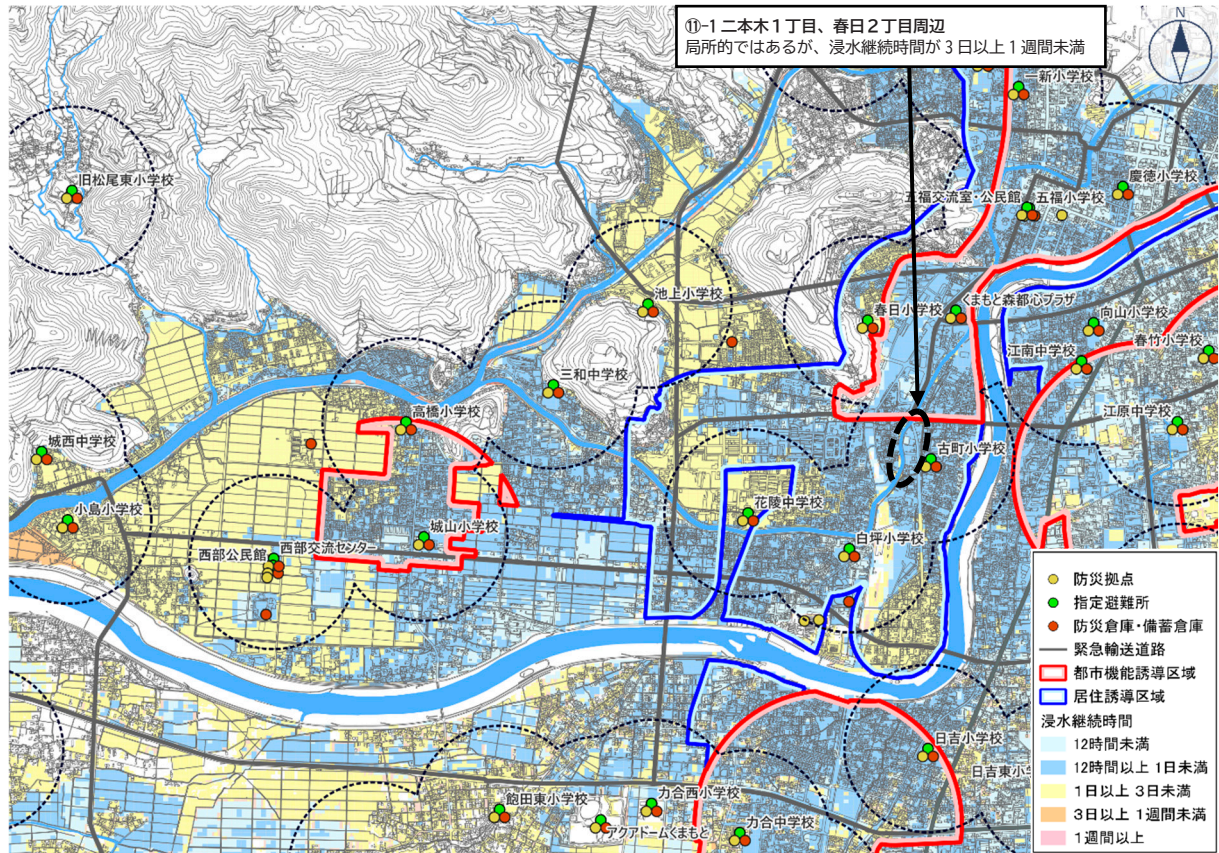 ⑪-1 二本木１丁目、春日２丁目周辺
局所的ではあるが、浸水継続時間が３日以上１週間未満
N
一新小学校
旧松尾東小学校
慶徳小学校
五福交流室・公民館
五福小学校
池上小学校
春日小学校
くまもと森都心プラザ
向山小学校
江南中学校
春竹小学校
三和中学校
高橋小学校
江原中学校
城西中学校
古町小学校
小島小学校
花陵中学校
城山小学校
白坪小学校
西部公民館
西部交流センター
日吉小学校
日吉東小学
飽田東小学校
力合西小学校
アクアドームくまもと
力合中学校
防災拠点
指定避難所
防災倉庫・備蓄倉庫
緊急輸送道路
都市機能誘導区域
居住誘導区域
浸水継続時間
12時間未満
12時間以上 1日未満
1日以上 3日未満
3日以上 1週間未満
1週間以上